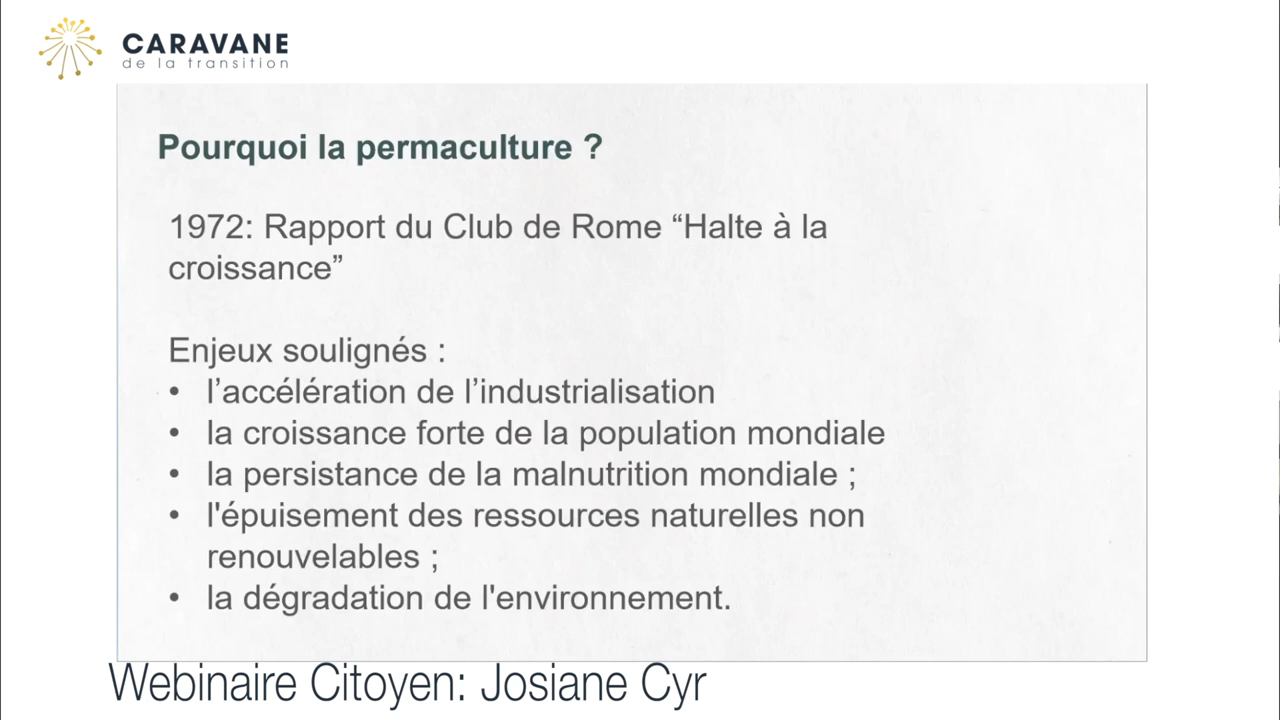 CARAVANE
de la transition
Pourquoi la permaculture ?
1972: Rapport du Club de Rome “Halte à la
croissance”
Enjeux soulignés :
• l’accélération de l’industrialisation
• la croissance forte de la population mondiale
• la persistance de la malnutrition mondiale ;
• l'épuisement des ressources naturelles non
renouvelables ;
• la dégradation de l'environnement.
Webinaire Citoyen: Josiane Cyr